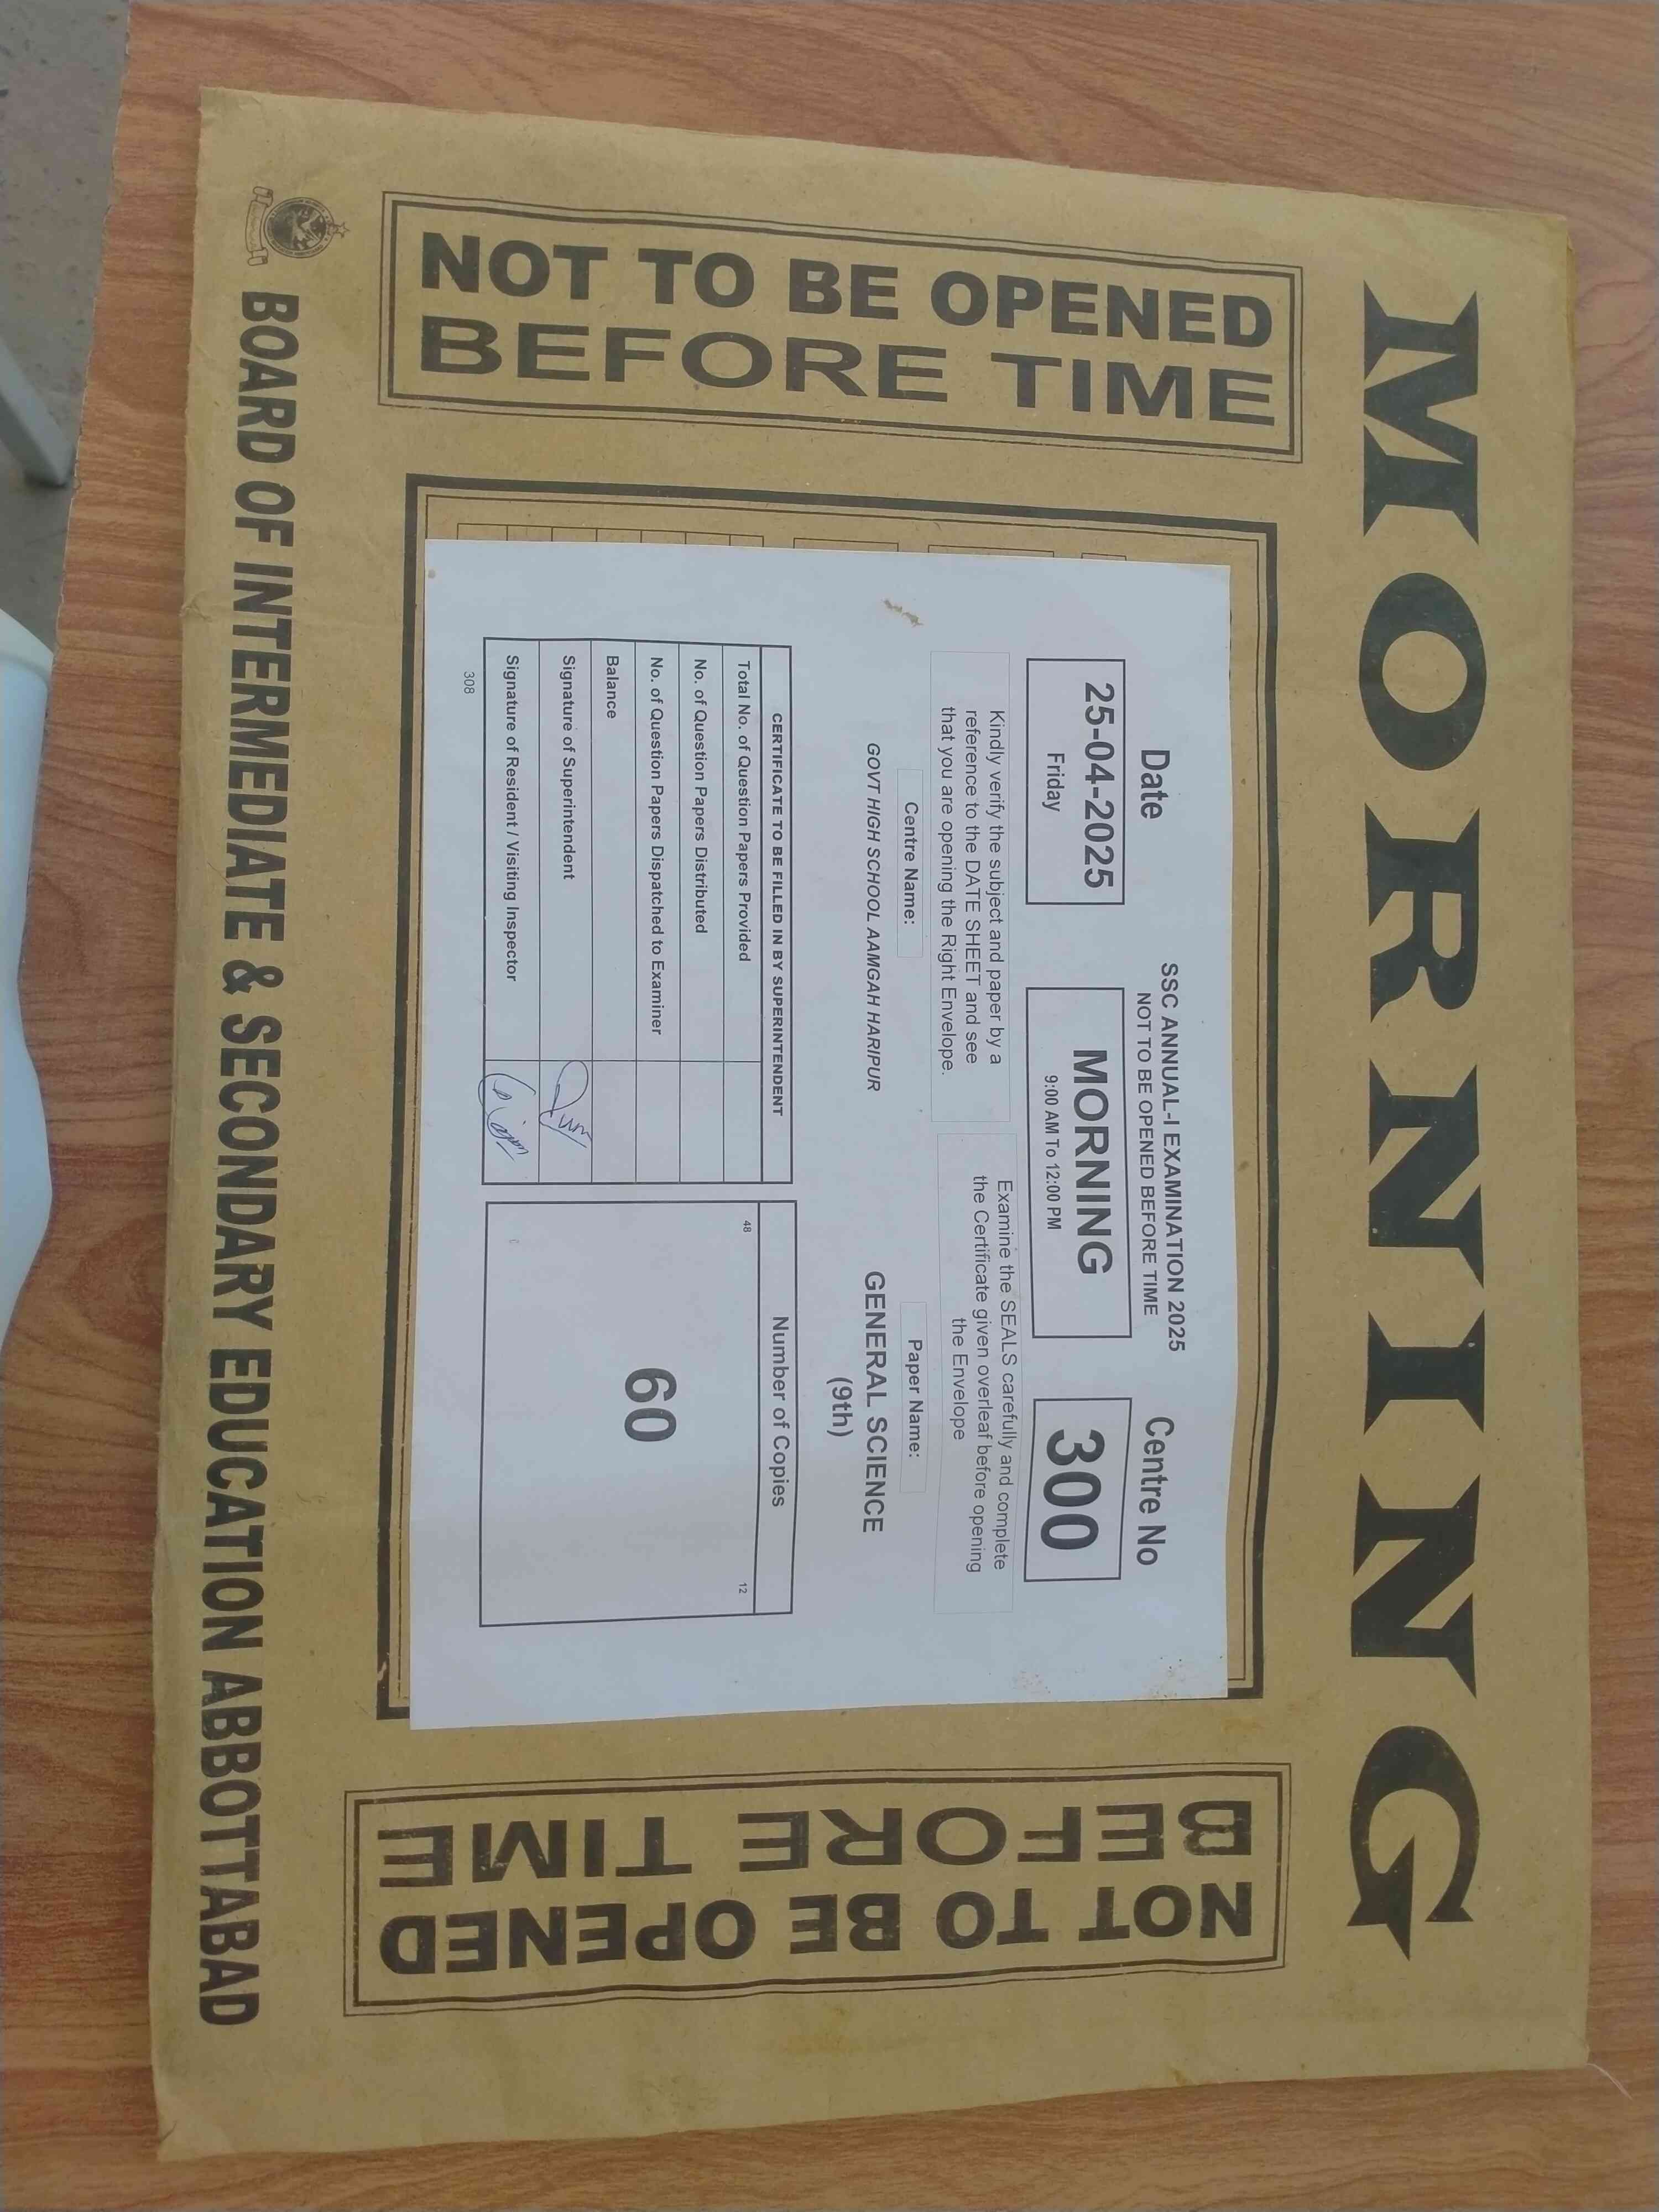 MORNING
NOT TO BE OPENED
BEFORE TIME
SSC ANNUAL-I EXAMINATION 2025
NOT TO BE OPENED BEFORE TIME
Date
25-04-2025
Friday
MORNING
9:00 AM To 12:00 PM
Centre No
300
Kindly verify the subject and paper by a
reference to the DATE SHEET and see
that you are opening the Right Envelope.
Examine the SEALS carefully and complete
the Certificate given overleaf before opening
the Envelope
Centre Name:
GOVT HIGH SCHOOL AAMGAH HARIPUR
Paper Name:
GENERAL SCIENCE
(9th)
CERTIFICATE TO BE FILLED IN BY SUPERINTENDENT
Total No. of Question Papers Provided
No. of Question Papers Distributed
No. of Question Papers Dispatched to Examiner
Balance
Signature of Superintendent
Signature of Resident / Visiting Inspector
308
Number of Copies
48
12
60
NOT TO BE OPENED
BEFORE TIME
BOARD OF INTERMEDIATE & SECONDARY EDUCATION ABBOTTABAD